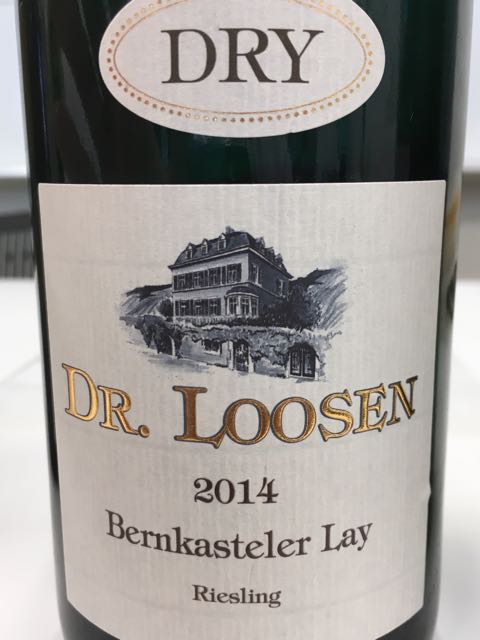 DRY
DR. LOOSEN
2014
Bernkasteler Lay
Riesling